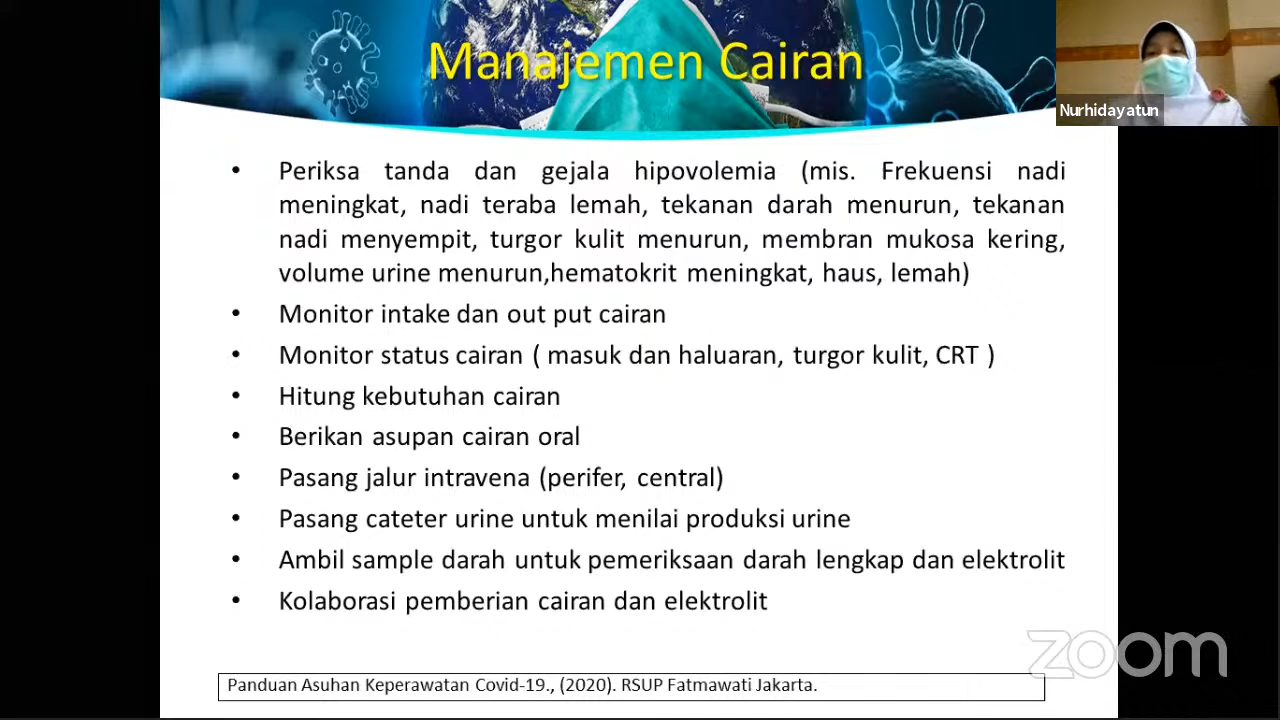 Manajemen Cairan
Nurhidayatun
• Periksa tanda dan gejala hipovolemia (mis. Frekuensi nadi
meningkat, nadi teraba lemah, tekanan darah menurun, tekanan
nadi menyempit, turgor kulit menurun, membran mukosa kering,
volume urine menurun,hematokrit meningkat, haus, lemah)
• Monitor intake dan out put cairan
• Monitor status cairan ( masuk dan haluaran, turgor kulit, CRT )
• Hitung kebutuhan cairan
• Berikan asupan cairan oral
• Pasang jalur intravena (perifer, central)
• Pasang cateter urine untuk menilai produksi urine
• Ambil sample darah untuk pemeriksaan darah lengkap dan elektrolit
• Kolaborasi pemberian cairan dan elektrolit
zoom
Panduan Asuhan Keperawatan Covid-19., (2020). RSUP Fatmawati Jakarta.